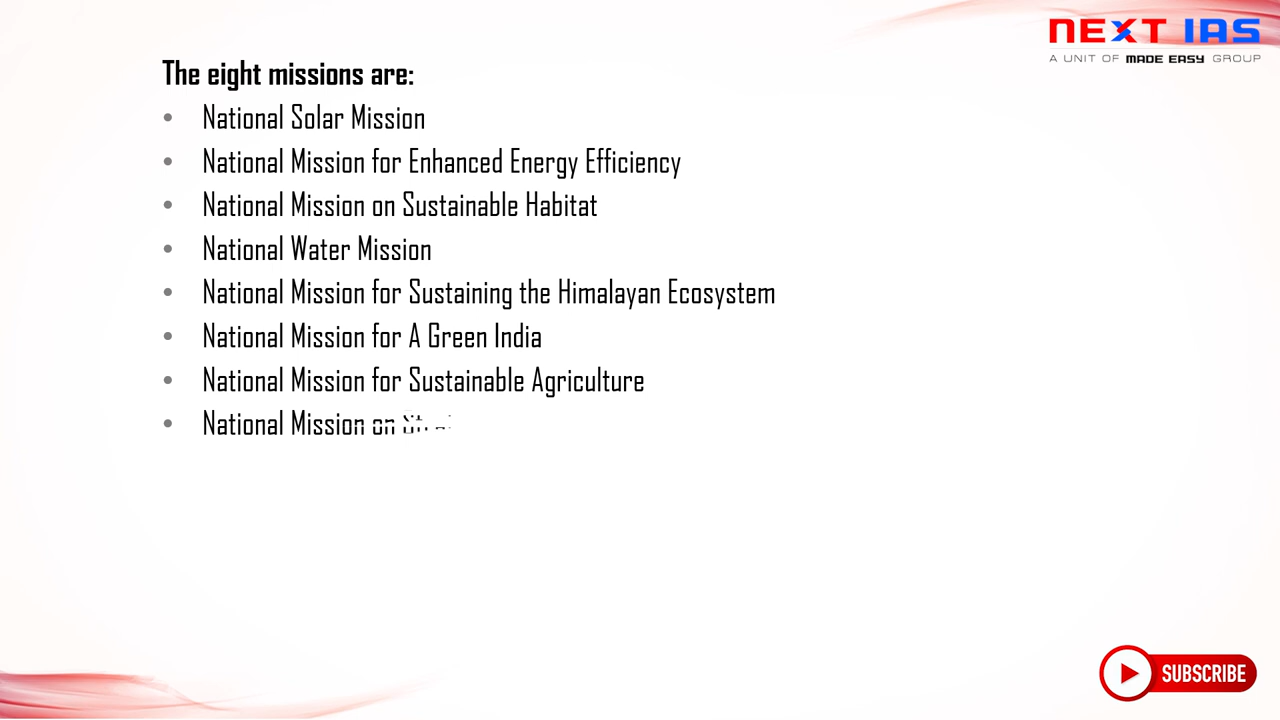 NEXT IAS
A UNIT OF MADE EASY GROUP
The eight missions are:
• National Solar Mission
• National Mission for Enhanced Energy Efficiency
• National Mission on Sustainable Habitat
• National Water Mission
• National Mission for Sustaining the Himalayan Ecosystem
• National Mission for A Green India
• National Mission for Sustainable Agriculture
• National Mission on
SUBSCRIBE